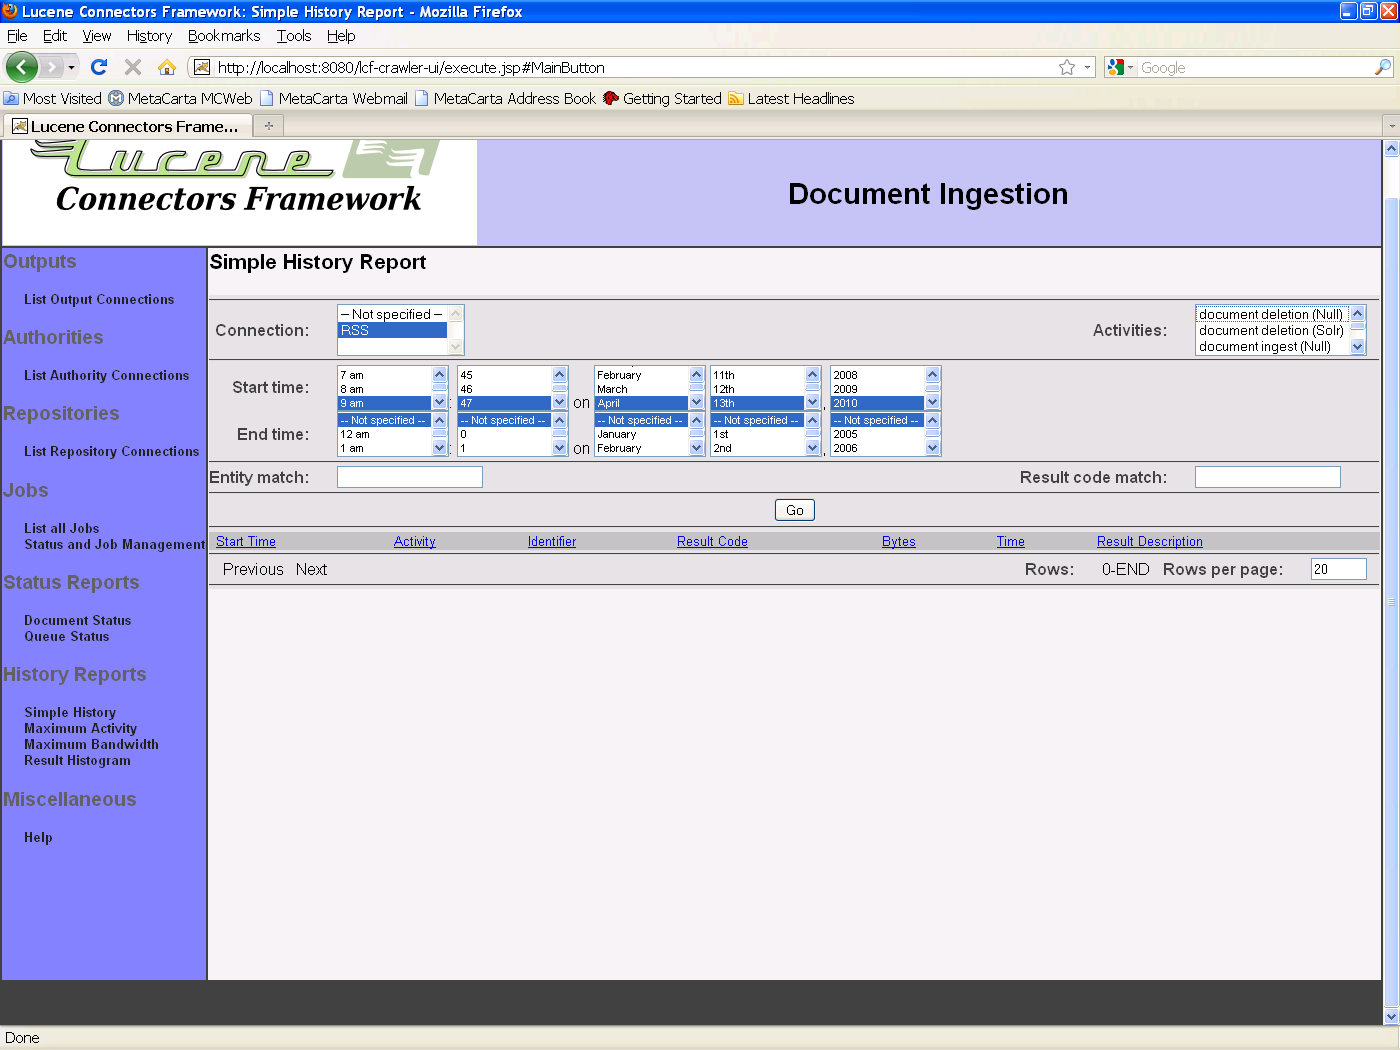 Lucene Connectors Framework: Simple History Report - Mozilla Firefox
File Edit View History Bookmarks Tools Help
http://localhost:8080/lcf-crawler-ui/execute.jsp#MainButton Google
Most Visited MetaCarta MCWeb MetaCarta Webmail MetaCarta Address Book Getting Started Latest Headlines
Lucene Connectors Frame...
Lucene
Connectors Framework
Document Ingestion
Outputs
List Output Connections
Authorities
List Authority Connections
Repositories
List Repository Connections
Jobs
List all Jobs
Status and Job Management
Status Reports
Document Status
Queue Status
History Reports
Simple History
Maximum Activity
Maximum Bandwidth
Result Histogram
Miscellaneous
Help
Simple History Report
Connection:
-- Not specified --
RSS
Activities:
document deletion (Null)
document deletion (Solr)
document ingest (Null)
Start time:
7 am 45 February 11th 2008
8 am 46 March 12th 2009
9 am : 47 on April 13th , 2010
End time:
-- Not specified -- -- Not specified -- -- Not specified -- -- Not specified -- -- Not specified --
12 am 0 January 1st 2005
1 am : 1 on February 2nd , 2006
Entity match: Result code match:
Go
Start Time Activity Identifier Result Code Bytes Time Result Description
Previous Next Rows: 0-END Rows per page: 20
Done